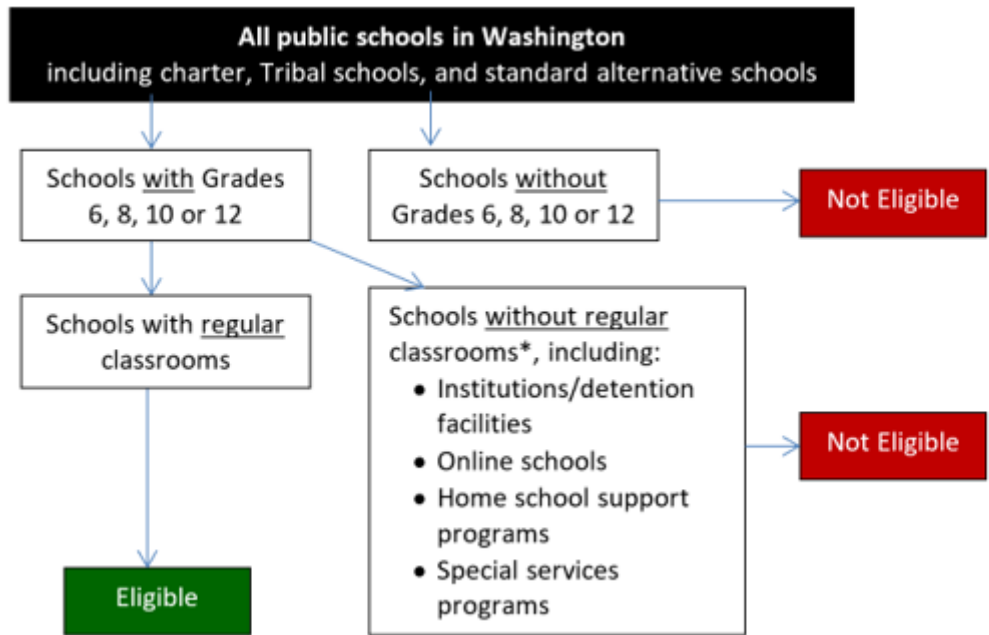 All public schools in Washington
including charter, Tribal schools, and standard alternative schools
Schools with Grades
6, 8, 10 or 12
Schools without
Grades 6, 8, 10 or 12
Not Eligible
Schools with regular
classrooms
Schools without regular
classrooms*, including:
• Institutions/detention
facilities
• Online schools
• Home school support
programs
• Special services
programs
Not Eligible
Eligible